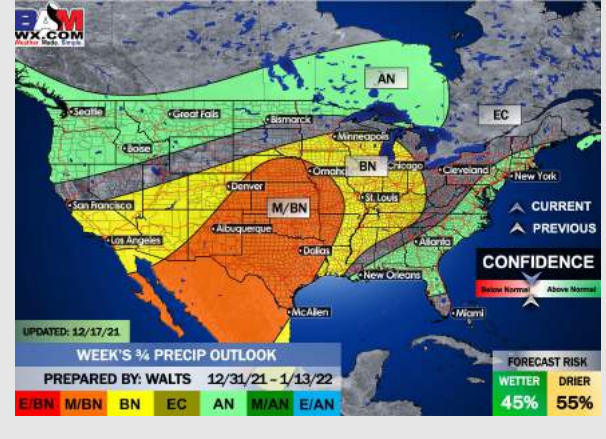 BAM
WX.COM
Weather Made Simple.
AN
EC
Seattle
Great Falls
Bismarck
Minneapolis
Boise
Omaha
BN
Chicago
Cleveland
New York
Denver
San Francisco
M/BN
St. Louis
CURRENT
PREVIOUS
Albuquerque
Los Angeles
Atlanta
Dallas
CONFIDENCE
New Orleans
Below Normal
Above Normal
McAllen
Miami
UPDATED: 12/17/21
WEEK'S ¾ PRECIP OUTLOOK
PREPARED BY: WALTS 12/31/21 - 1/13/22
E/BN M/BN BN EC AN M/AN E/AN
FORECAST RISK
WETTER DRIER
45% 55%